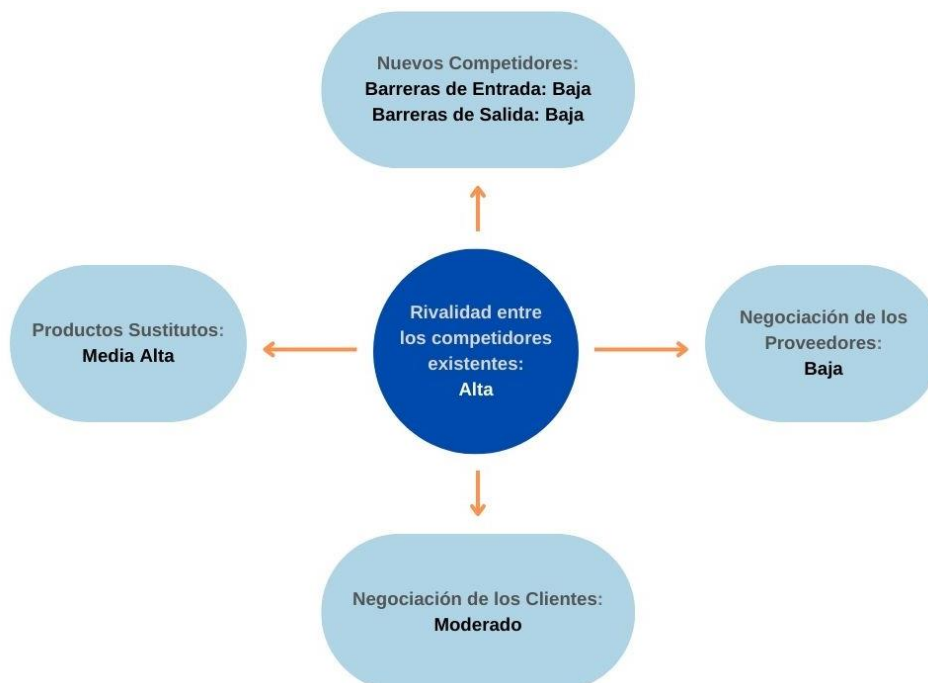 Nuevos Competidores:
Barreras de Entrada: Baja
Barreras de Salida: Baja
Productos Sustitutos:
Media Alta
Rivalidad entre
los competidores
existentes:
Alta
Negociación de los
Proveedores:
Baja
Negociación de los Clientes:
Moderado